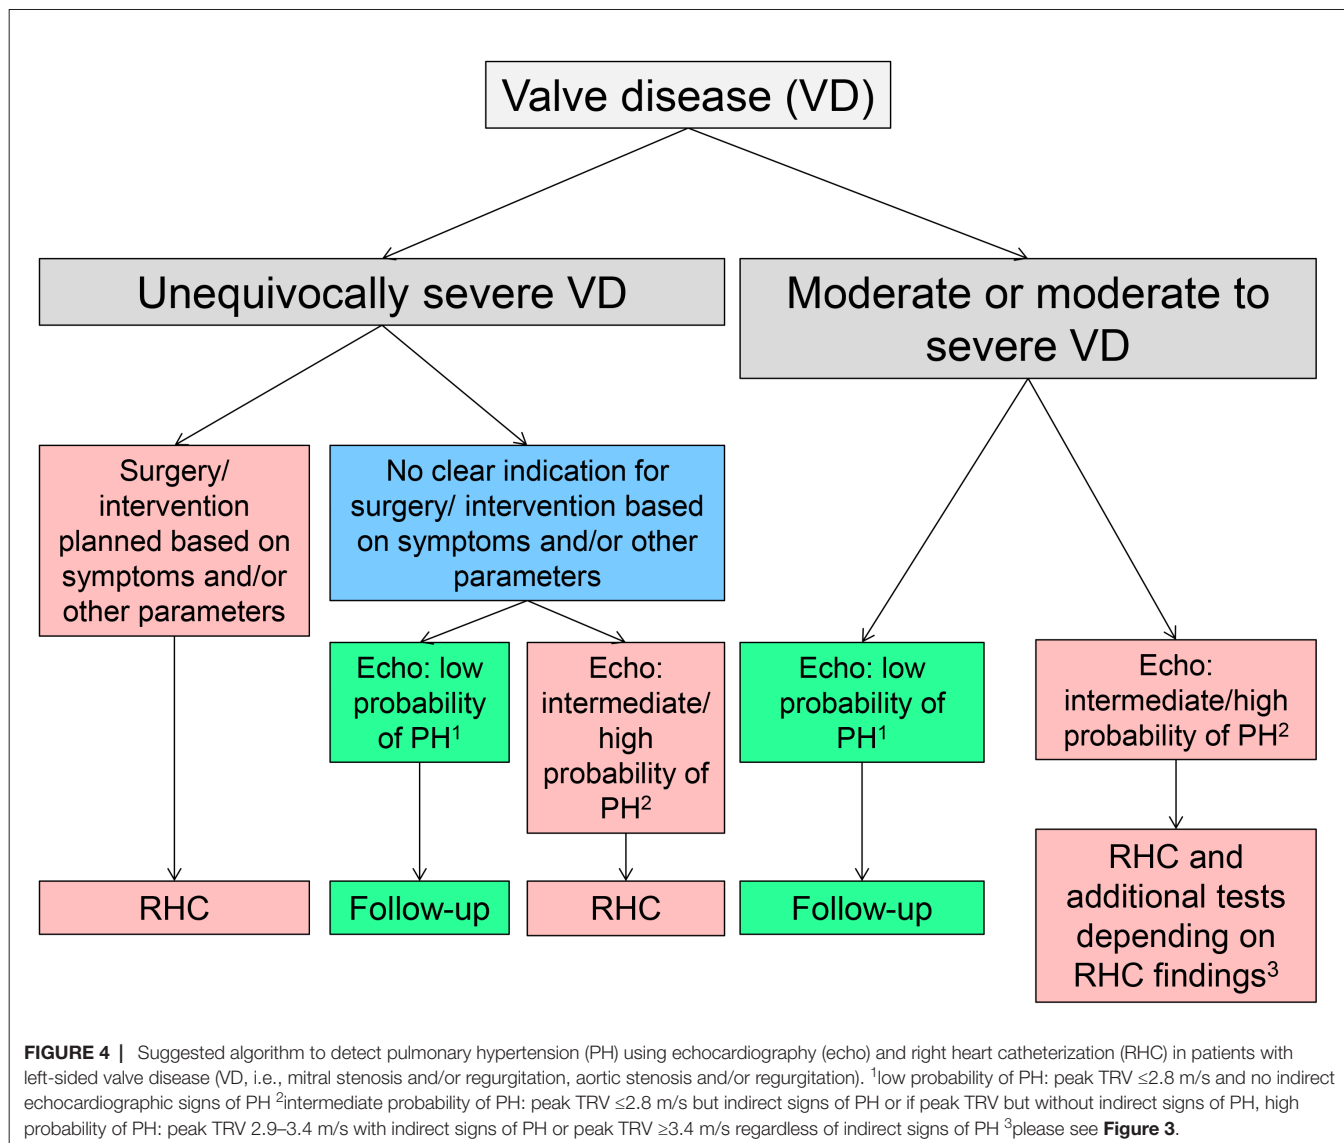 Valve disease (VD)
Unequivocally severe VD
Moderate or moderate to
severe VD
Surgery/
intervention
planned based on
symptoms and/or
other parameters
No clear indication for
surgery/ intervention based
on symptoms and/or other
parameters
Echo: low
probability
of PH¹
Echo:
intermediate/
high
probability of
PH²
Echo: low
probability of
PH¹
Echo:
intermediate/high
probability of PH²
RHC
Follow-up
RHC
Follow-up
RHC and
additional tests
depending on
RHC findings³
FIGURE 4 | Suggested algorithm to detect pulmonary hypertension (PH) using echocardiography (echo) and right heart catheterization (RHC) in patients with
left-sided valve disease (VD, i.e., mitral stenosis and/or regurgitation, aortic stenosis and/or regurgitation). ¹low probability of PH: peak TRV ≤2.8 m/s and no indirect
echocardiographic signs of PH ²intermediate probability of PH: peak TRV ≤2.8 m/s but indirect signs of PH or if peak TRV but without indirect signs of PH, high
probability of PH: peak TRV 2.9–3.4 m/s with indirect signs of PH or peak TRV ≥3.4 m/s regardless of indirect signs of PH ³please see Figure 3.